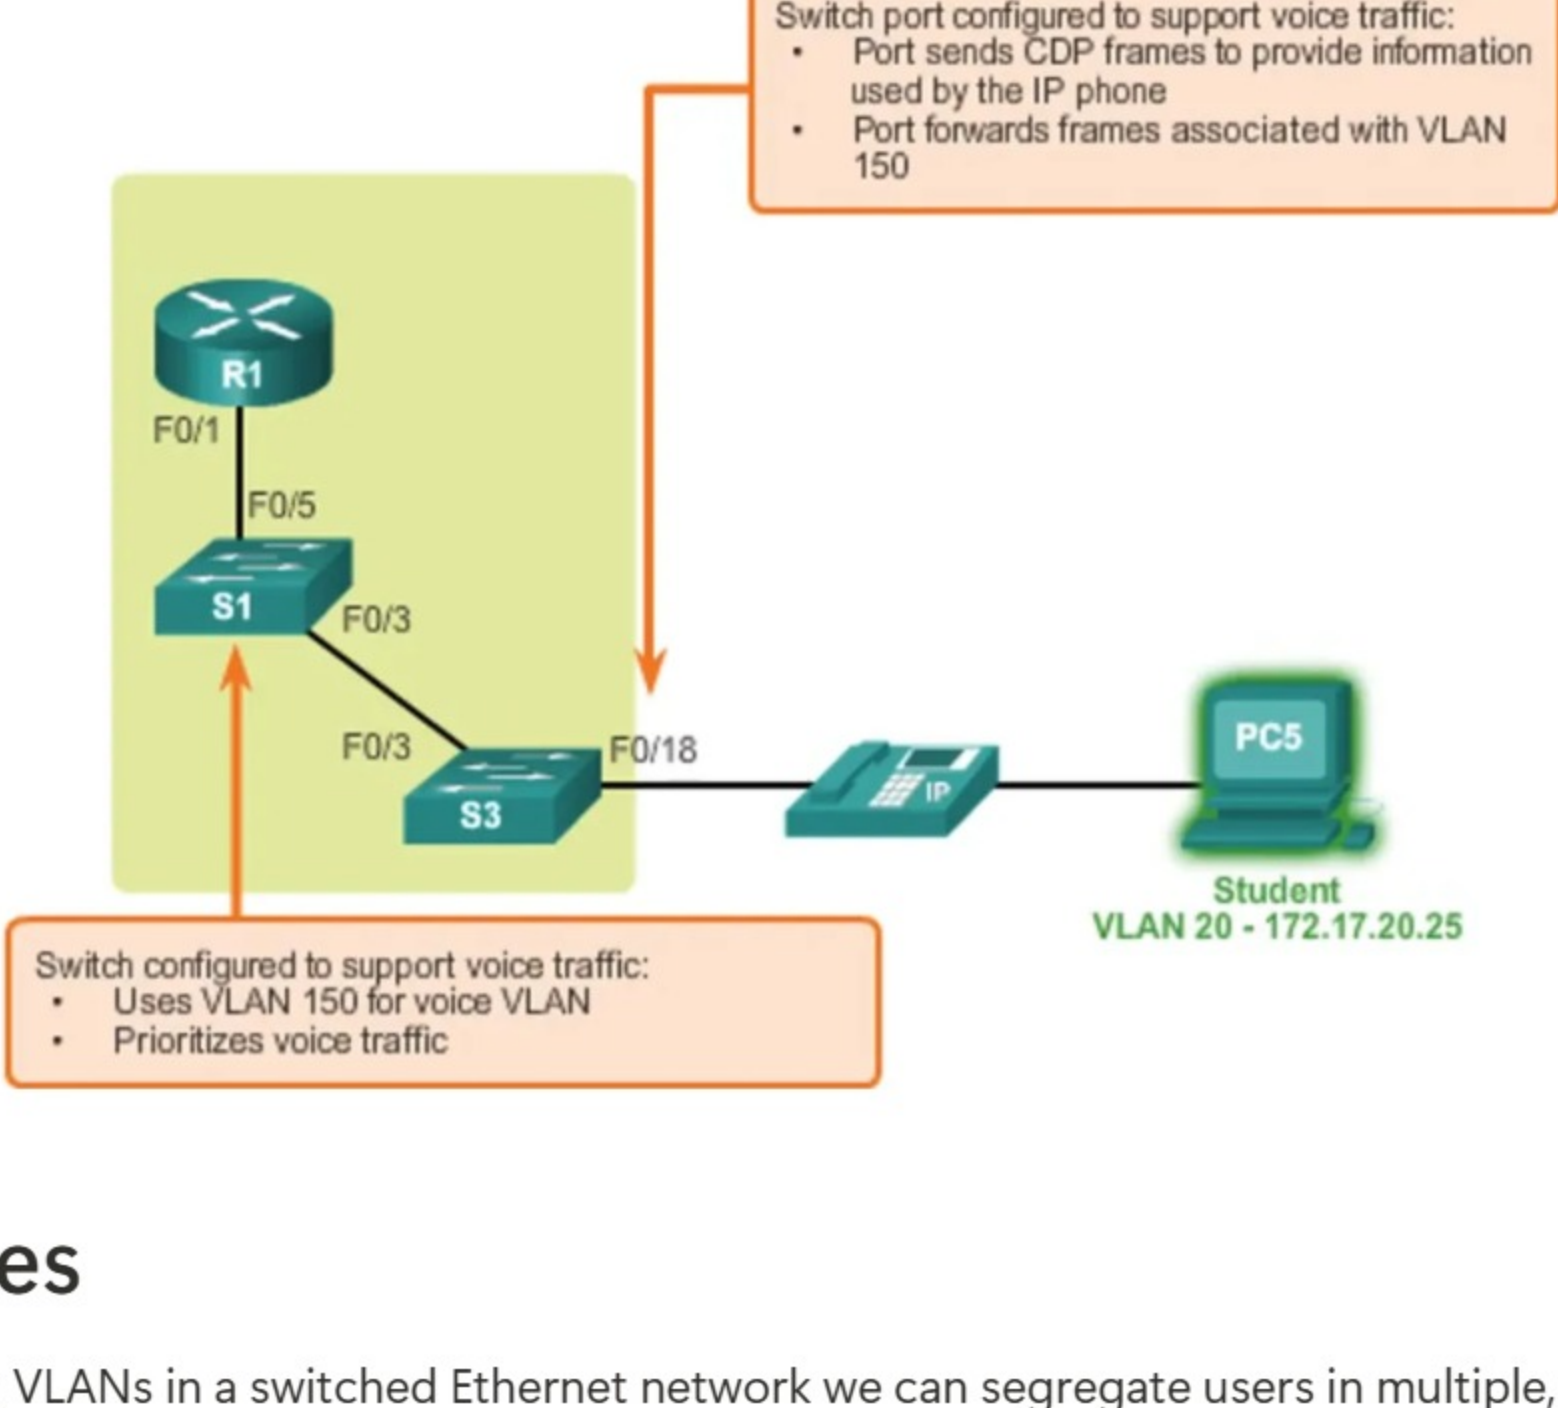 Switch port configured to support voice traffic:
• Port sends CDP frames to provide information
used by the IP phone
• Port forwards frames associated with VLAN
150
R1
F0/1
F0/5
S1
F0/3
F0/3
F0/18
S3
IP
PC5
Student
VLAN 20 - 172.17.20.25
Switch configured to support voice traffic:
• Uses VLAN 150 for voice VLAN
• Prioritizes voice traffic
es
VLANs in a switched Ethernet network we can segregate users in multiple,